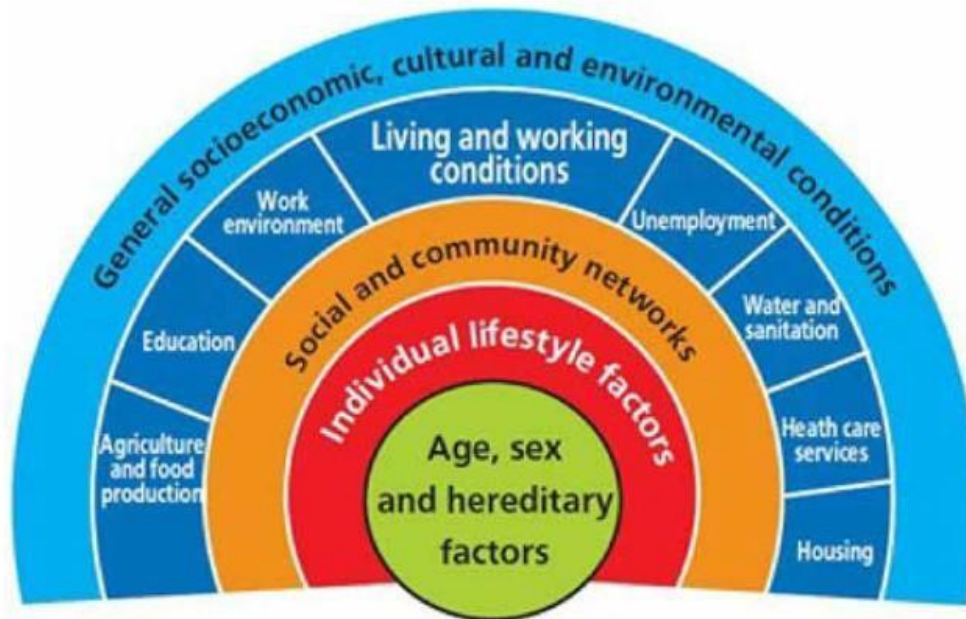 General socioeconomic, cultural and environmental conditions
Living and working
conditions
Work
environment
Unemployment
Education
Water and
sanitation
Agriculture
and food
production
Heath care
services
Housing
Social and community networks
Individual lifestyle factors
Age, sex
and hereditary
factors